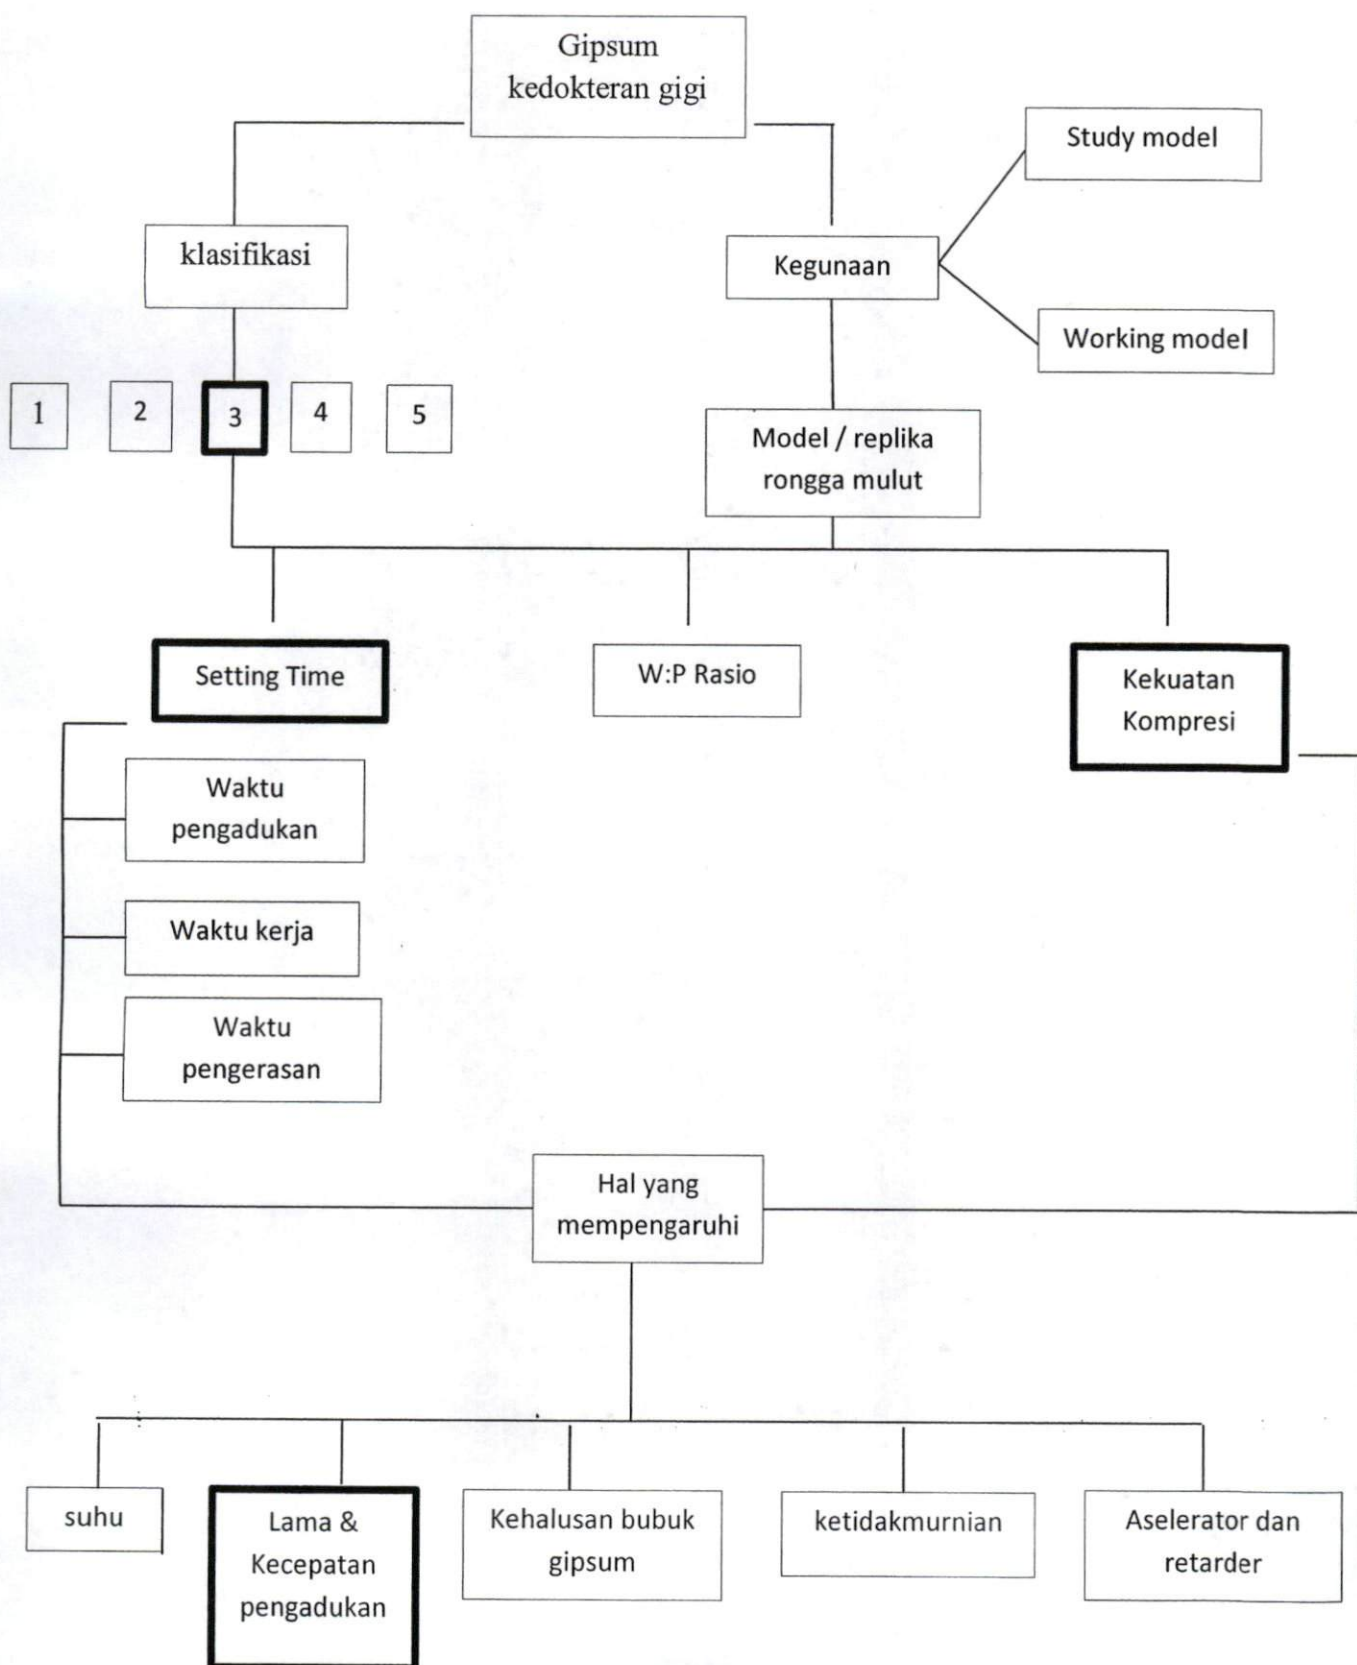 Gipsum
kedokteran gigi
Study model
klasifikasi
Kegunaan
Working model
1
2
3
4
5
Model / replika
rongga mulut
Setting Time
W:P Rasio
Kekuatan
Kompresi
Waktu
pengadukan
Waktu kerja
Waktu
pengerasan
Hal yang
mempengaruhi
suhu
Lama &
Kecepatan
pengadukan
Kehalusan bubuk
gipsum
ketidakmurnian
Aselerator dan
retarder